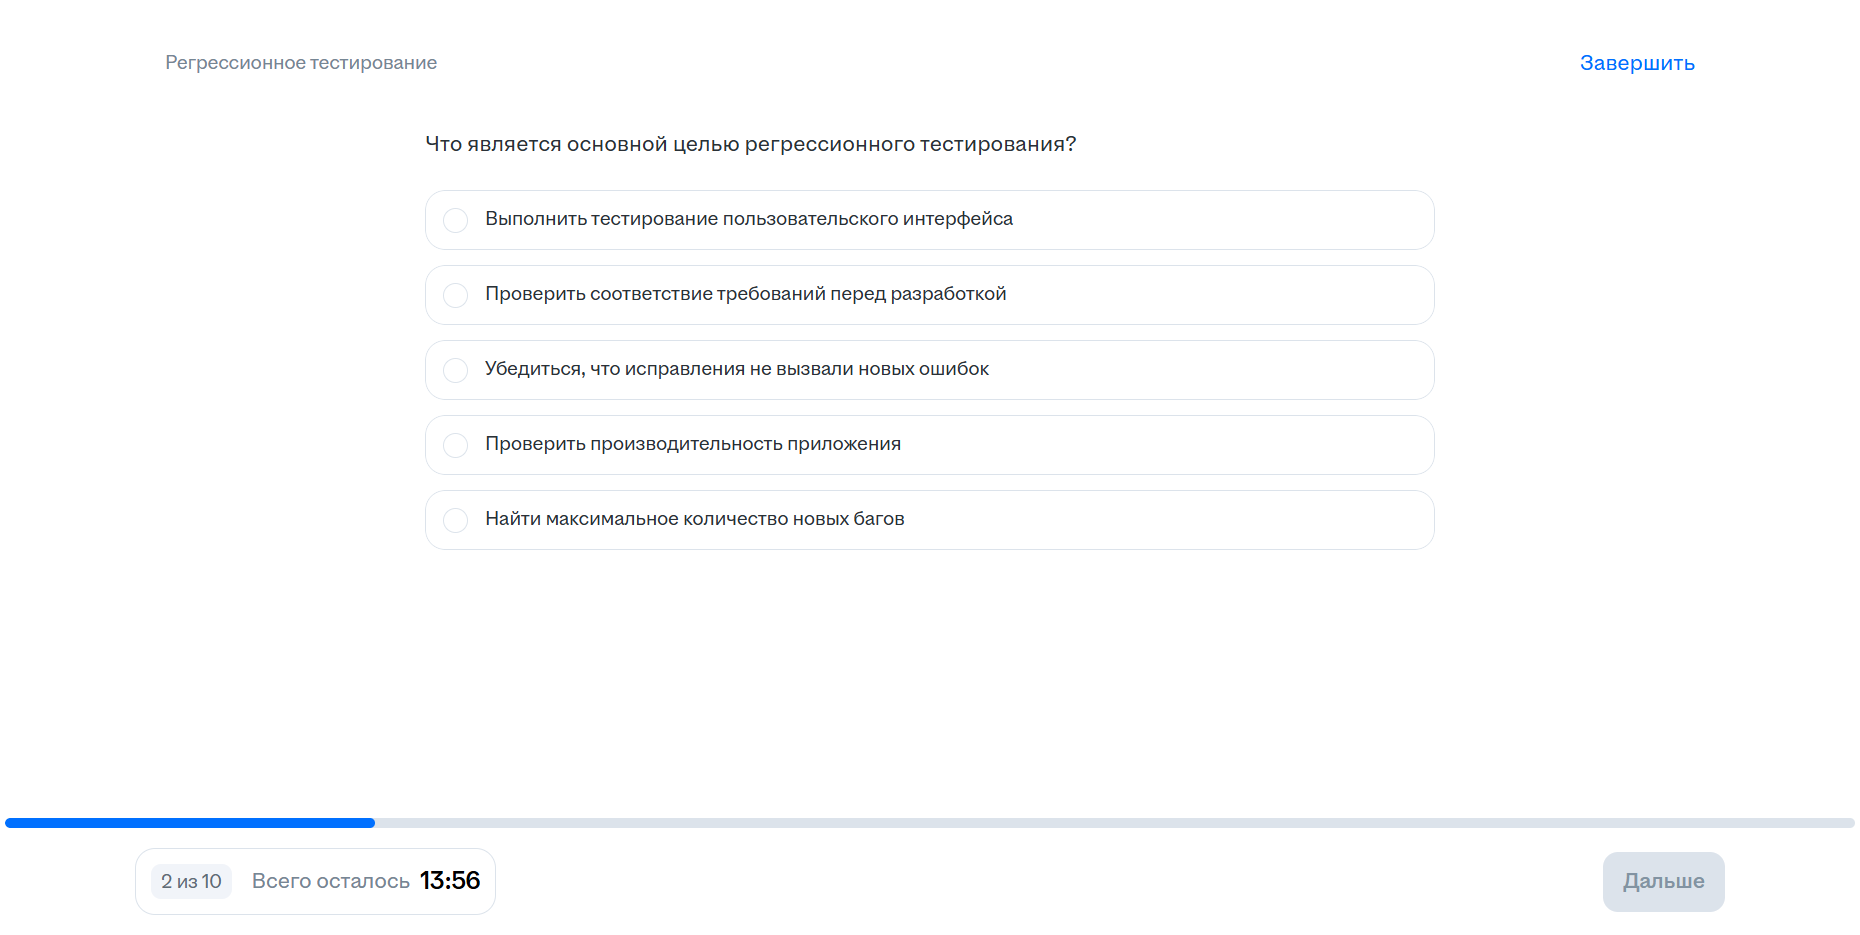 Регрессионное тестирование
Завершить
Что является основной целью регрессионного тестирования?
Выполнить тестирование пользовательского интерфейса
Проверить соответствие требований перед разработкой
Убедиться, что исправления не вызвали новых ошибок
Проверить производительность приложения
Найти максимальное количество новых багов
2 из 10 Всего осталось 13:56
Дальше